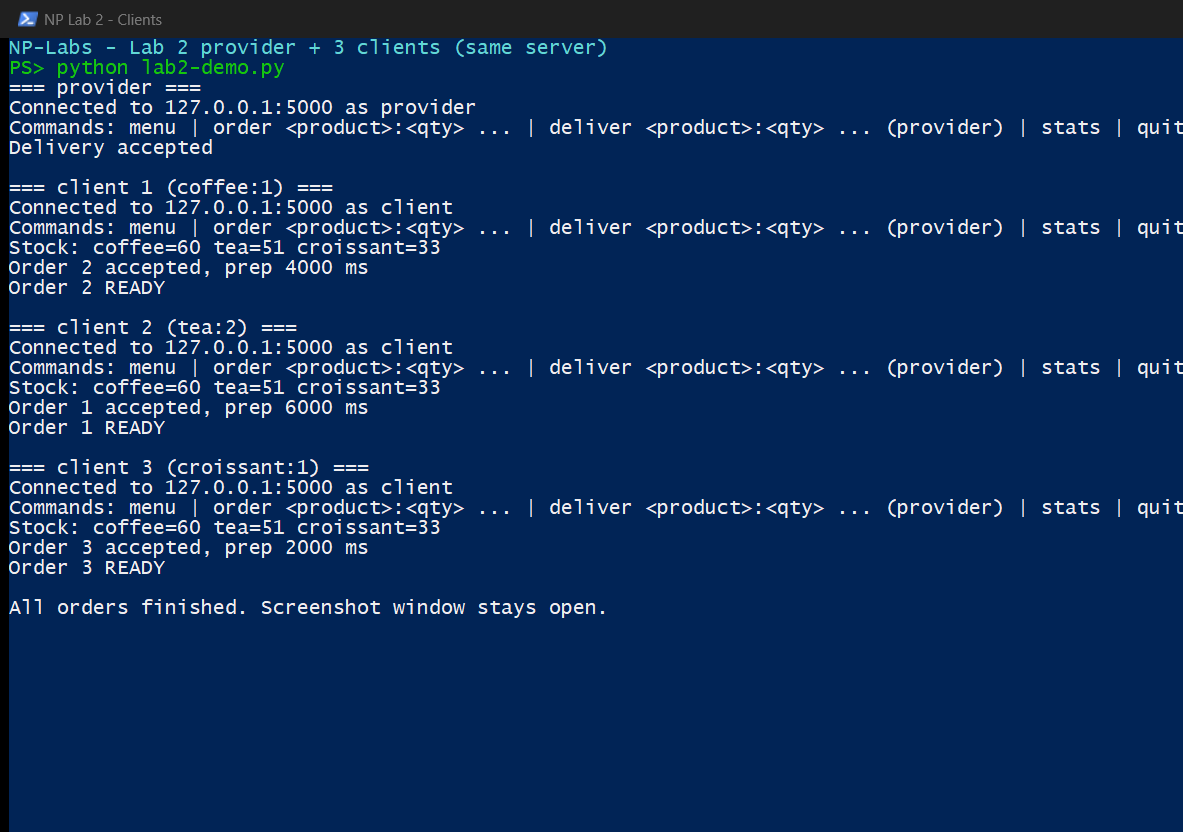 NP Lab 2 - Clients
NP-Labs - Lab 2 provider + 3 clients (same server)
PS> python lab2-demo.py
=== provider ===
Connected to 127.0.0.1:5000 as provider
Commands: menu | order <product>:<qty> ... | deliver <product>:<qty> ... (provider) | stats | quit
Delivery accepted
=== client 1 (coffee:1) ===
Connected to 127.0.0.1:5000 as client
Commands: menu | order <product>:<qty> ... | deliver <product>:<qty> ... (provider) | stats | quit
Stock: coffee=60 tea=51 croissant=33
Order 2 accepted, prep 4000 ms
Order 2 READY
=== client 2 (tea:2) ===
Connected to 127.0.0.1:5000 as client
Commands: menu | order <product>:<qty> ... | deliver <product>:<qty> ... (provider) | stats | quit
Stock: coffee=60 tea=51 croissant=33
Order 1 accepted, prep 6000 ms
Order 1 READY
=== client 3 (croissant:1) ===
Connected to 127.0.0.1:5000 as client
Commands: menu | order <product>:<qty> ... | deliver <product>:<qty> ... (provider) | stats | quit
Stock: coffee=60 tea=51 croissant=33
Order 3 accepted, prep 2000 ms
Order 3 READY
All orders finished. Screenshot window stays open.